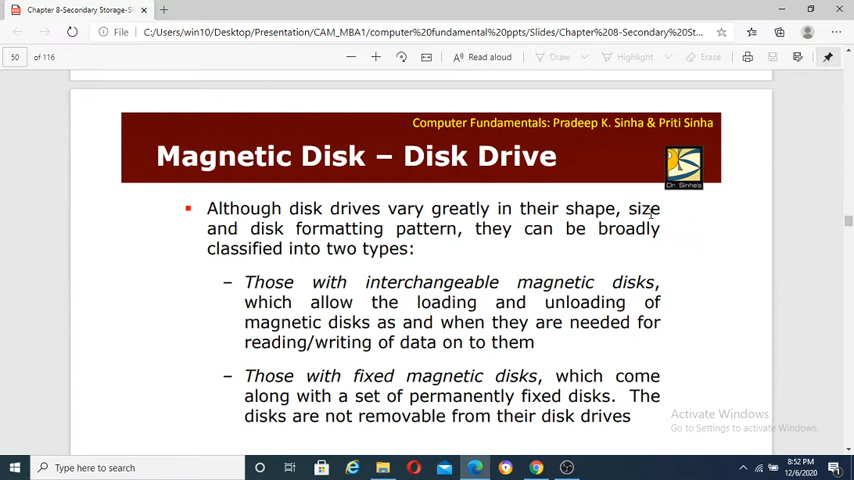 Chapter 8-Secondary Storage-S
File
C:/Users/win10/Desktop/Presentation/CAM_MBA1/computer%20fundamental%20ppts/Slides/Chapter%208-Secondary%20St...
50 of 116
Read aloud
Draw
Highlight
Erase
Computer Fundamentals: Pradeep K. Sinha & Priti Sinha
Magnetic Disk – Disk Drive
Dr. Sinha's
▪ Although disk drives vary greatly in their shape, size
and disk formatting pattern, they can be broadly
classified into two types:
– Those with interchangeable magnetic disks,
which allow the loading and unloading of
magnetic disks as and when they are needed for
reading/writing of data on to them
– Those with fixed magnetic disks, which come
along with a set of permanently fixed disks. The
disks are not removable from their disk drives
Activate Windows
Go to Settings to activate Windows.
Type here to search
8:52 PM
12/6/2020